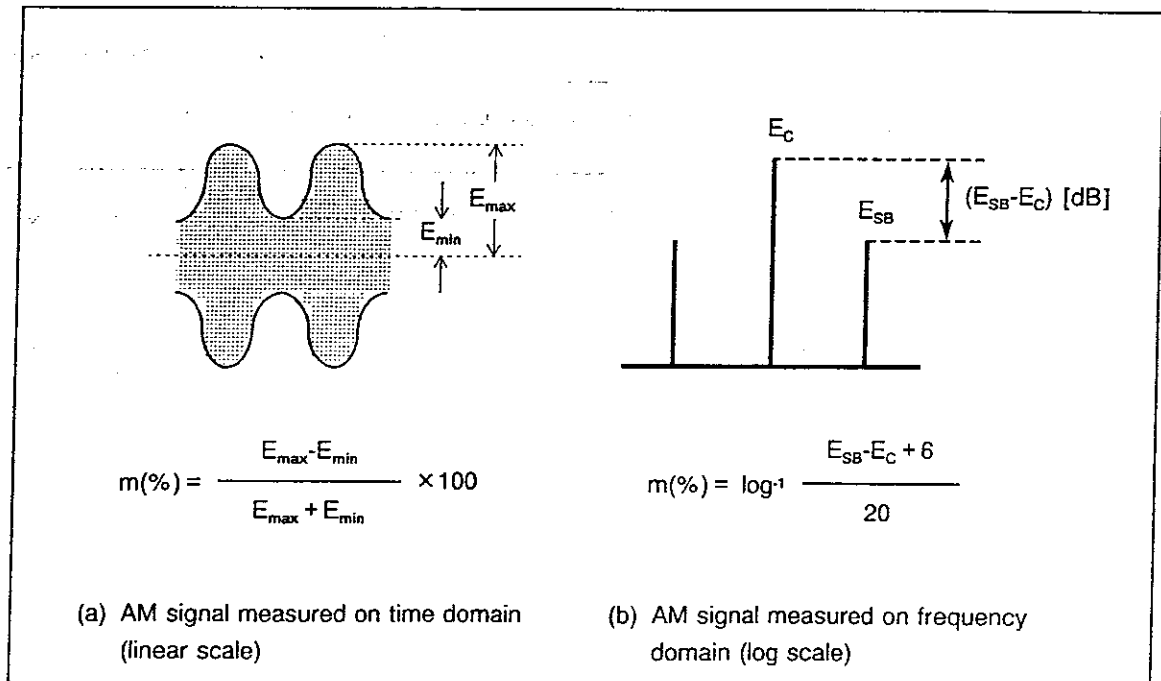 E_C
(E_SB-E_C) [dB]
E_max
E_min
E_SB
m(%) = E_max-E_min / E_max + E_min ×100
m(%) = log⁻¹ E_SB-E_C + 6 / 20
(a) AM signal measured on time domain
(linear scale)
(b) AM signal measured on frequency
domain (log scale)